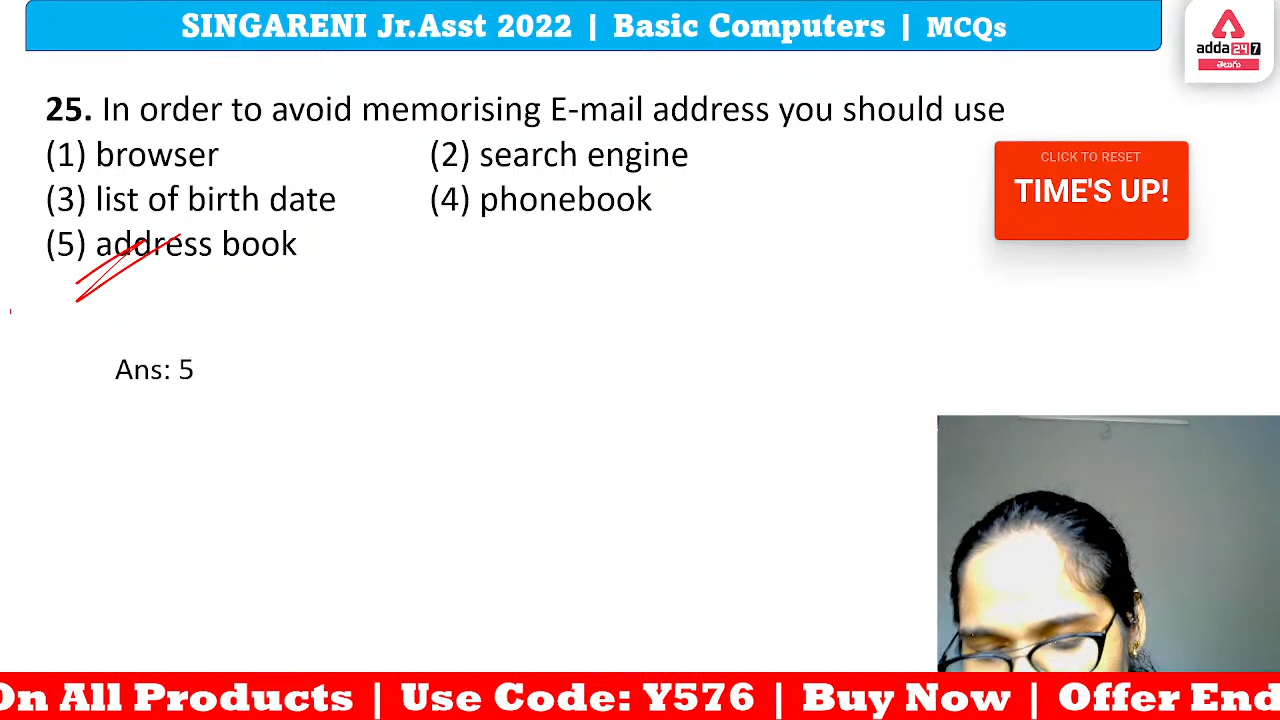 SINGARENI Jr.Asst 2022 | Basic Computers | MCQs
adda247
తెలుగు
25. In order to avoid memorising E-mail address you should use
(1) browser (2) search engine
(3) list of birth date (4) phonebook
(5) address book
CLICK TO RESET
TIME'S UP!
Ans: 5
On All Products | Use Code: Y576 | Buy Now | Offer End